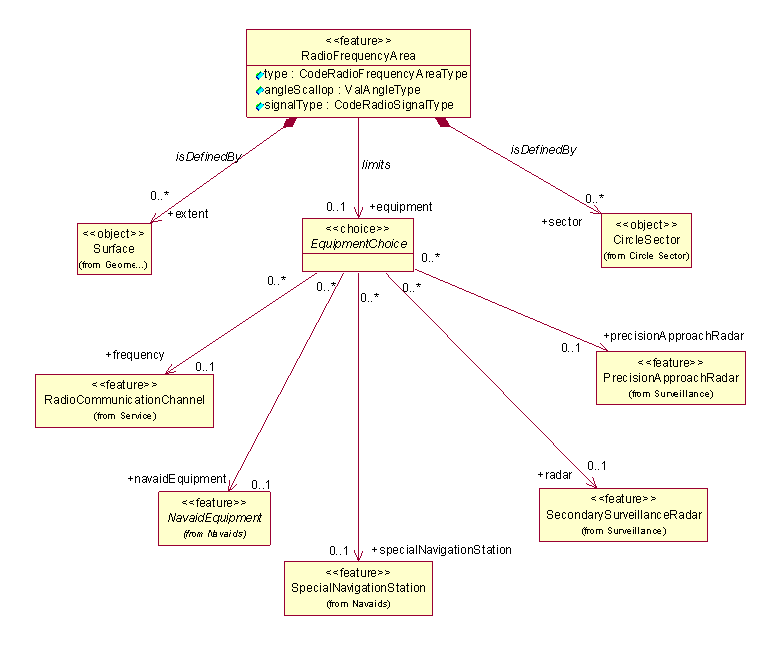 <<feature>>
RadioFrequencyArea
type : CodeRadioFrequencyAreaType
angleScallop : ValAngleType
signalType : CodeRadioSignalType
isDefinedBy
limits
isDefinedBy
0..*
+extent
0..1
+equipment
0..*
+sector
<<object>>
Surface
(from Geome...)
<<choice>>
EquipmentChoice
<<object>>
CircleSector
(from Circle Sector)
0..*
0..*
0..*
0..*
0..*
+frequency
0..1
+precisionApproachRadar
0..1
<<feature>>
RadioCommunicationChannel
(from Service)
<<feature>>
PrecisionApproachRadar
(from Surveillance)
+navaidEquipment
0..1
+radar
0..1
<<feature>>
NavaidEquipment
(from Navaids)
<<feature>>
SecondarySurveillanceRadar
(from Surveillance)
0..1
+specialNavigationStation
<<feature>>
SpecialNavigationStation
(from Navaids)